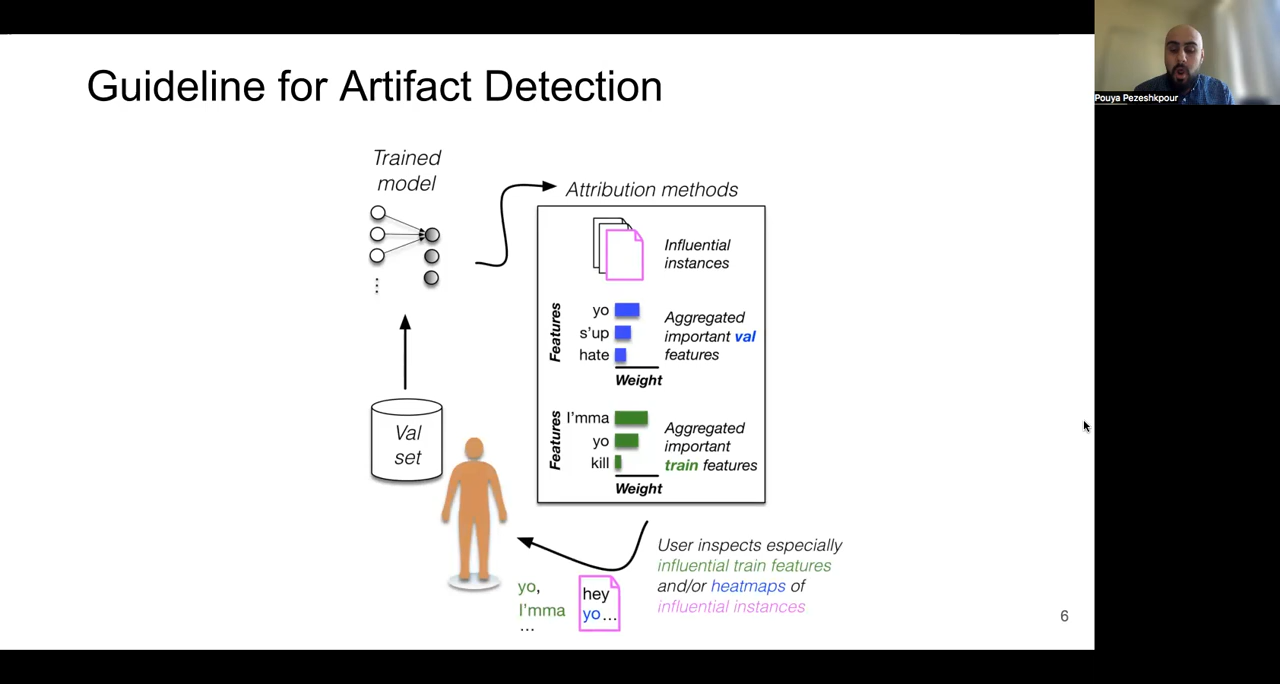 Guideline for Artifact Detection
Pouya Pezeshkpour
Trained
model
Attribution methods
Influential
instances
Features
yo
s'up
hate
Weight
Aggregated
important val
features
Features
I'mma
yo
kill
Weight
Aggregated
important
train features
Val
set
User inspects especially
influential train features
and/or heatmaps of
influential instances
yo,
I'mma
...
hey
yo...
6